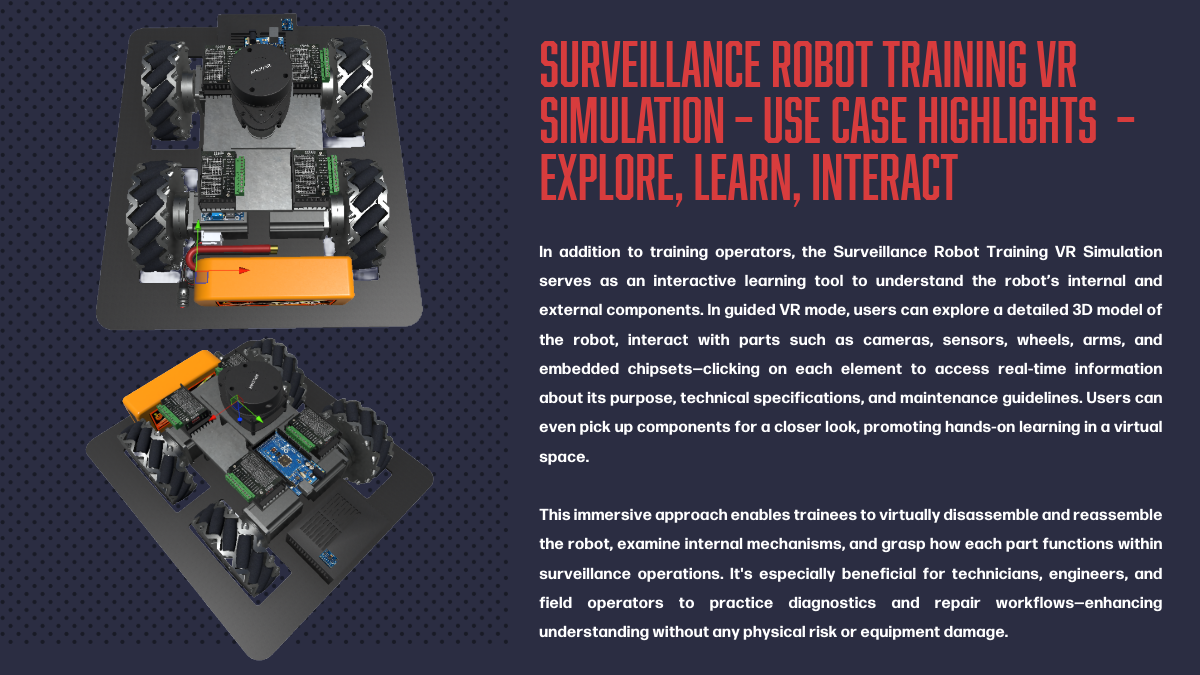 SURVEILLANCE ROBOT TRAINING VR
SIMULATION – USE CASE HIGHLIGHTS –
EXPLORE, LEARN, INTERACT
In addition to training operators, the Surveillance Robot Training VR Simulation
serves as an interactive learning tool to understand the robot’s internal and
external components. In guided VR mode, users can explore a detailed 3D model of
the robot, interact with parts such as cameras, sensors, wheels, arms, and
embedded chipsets—clicking on each element to access real-time information
about its purpose, technical specifications, and maintenance guidelines. Users can
even pick up components for a closer look, promoting hands-on learning in a virtual
space.
This immersive approach enables trainees to virtually disassemble and reassemble
the robot, examine internal mechanisms, and grasp how each part functions within
surveillance operations. It's especially beneficial for technicians, engineers, and
field operators to practice diagnostics and repair workflows—enhancing
understanding without any physical risk or equipment damage.